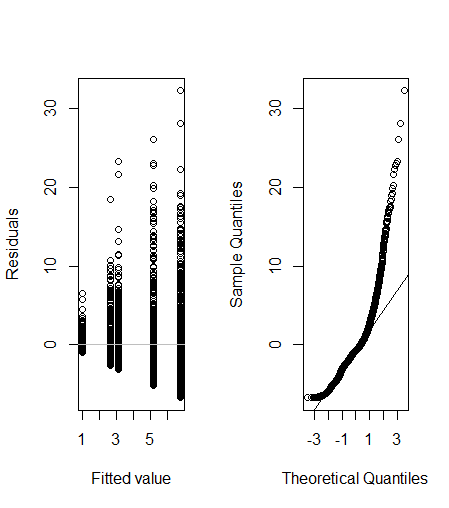 Residuals
0 10 20 30
1 3 5
Fitted value
Sample Quantiles
0 10 20 30
-3 -1 1 3
Theoretical Quantiles